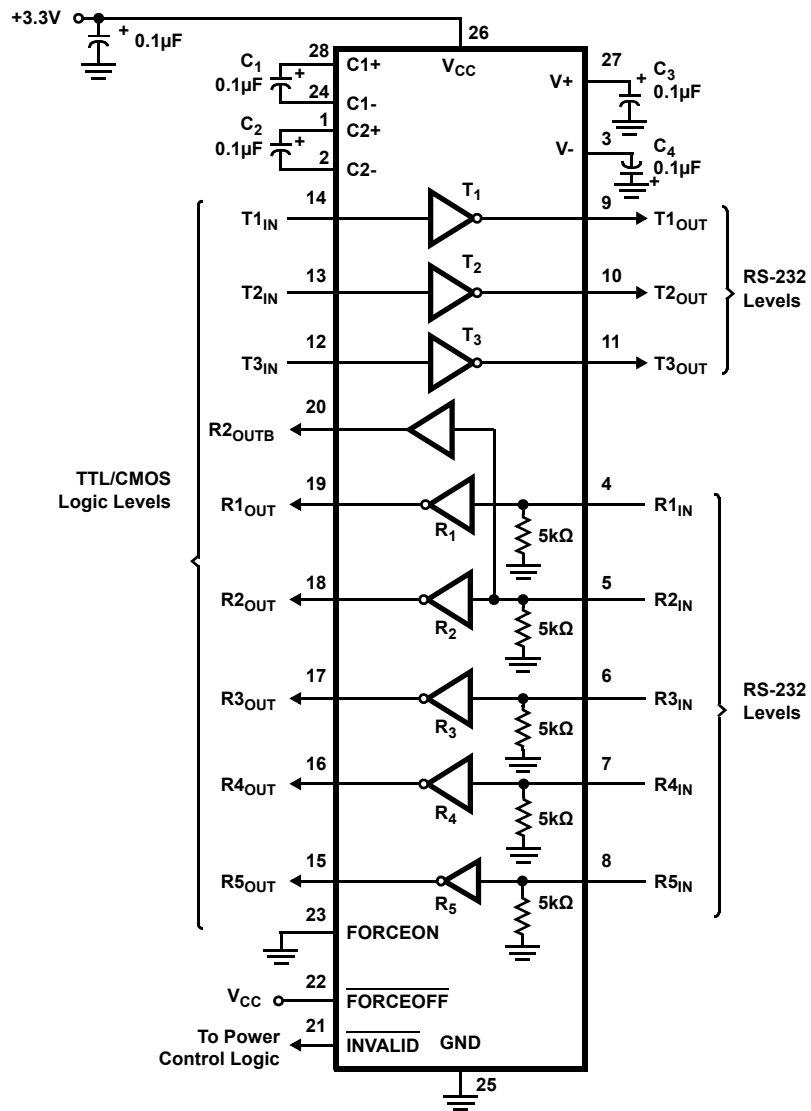 +3.3V
+ 0.1µF
26
VCC
28
C1
0.1µF
+
C1+
24
C1-
1
C2
0.1µF
+
C2+
2
C2-
27
V+
+ C3
0.1µF
3
V-
C4
0.1µF
+
14
T1IN
T1
9
T1OUT
13
T2IN
T2
10
T2OUT
12
T3IN
T3
11
T3OUT
RS-232
Levels
20
R2OUTB
TTL/CMOS
Logic Levels
19
R1OUT
R1
5kΩ
4
R1IN
18
R2OUT
R2
5kΩ
5
R2IN
17
R3OUT
R3
5kΩ
6
R3IN
16
R4OUT
R4
5kΩ
7
R4IN
15
R5OUT
R5
5kΩ
8
R5IN
RS-232
Levels
23
FORCEON
22
VCC
FORCEOFF
21
To Power
Control Logic
INVALID
GND
25